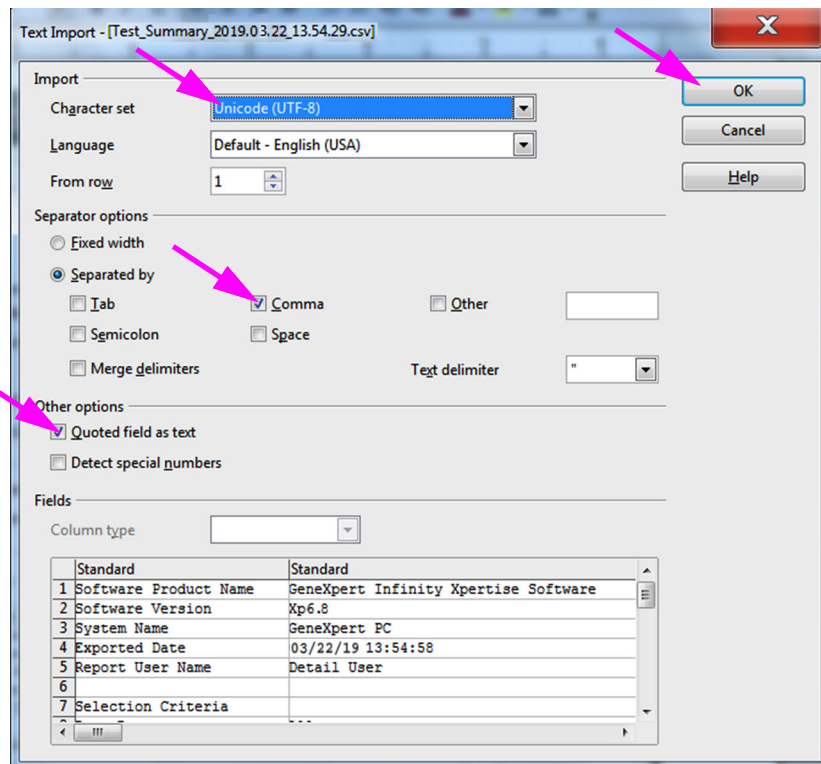 Text Import - [Test_Summary_2019.03.22_13.54.29.csv]
Import
OK
Character set Unicode (UTF-8)
Cancel
Language Default - English (USA)
From row 1
Help
Separator options
Fixed width
Separated by
Tab Comma Other
Semicolon Space
Merge delimiters Text delimiter "
Other options
Quoted field as text
Detect special numbers
Fields
Column type
Standard Standard
1 Software Product Name GeneXpert Infinity Xpertise Software
2 Software Version Xp6.8
3 System Name GeneXpert PC
4 Exported Date 03/22/19 13:54:58
5 Report User Name Detail User
6
7 Selection Criteria